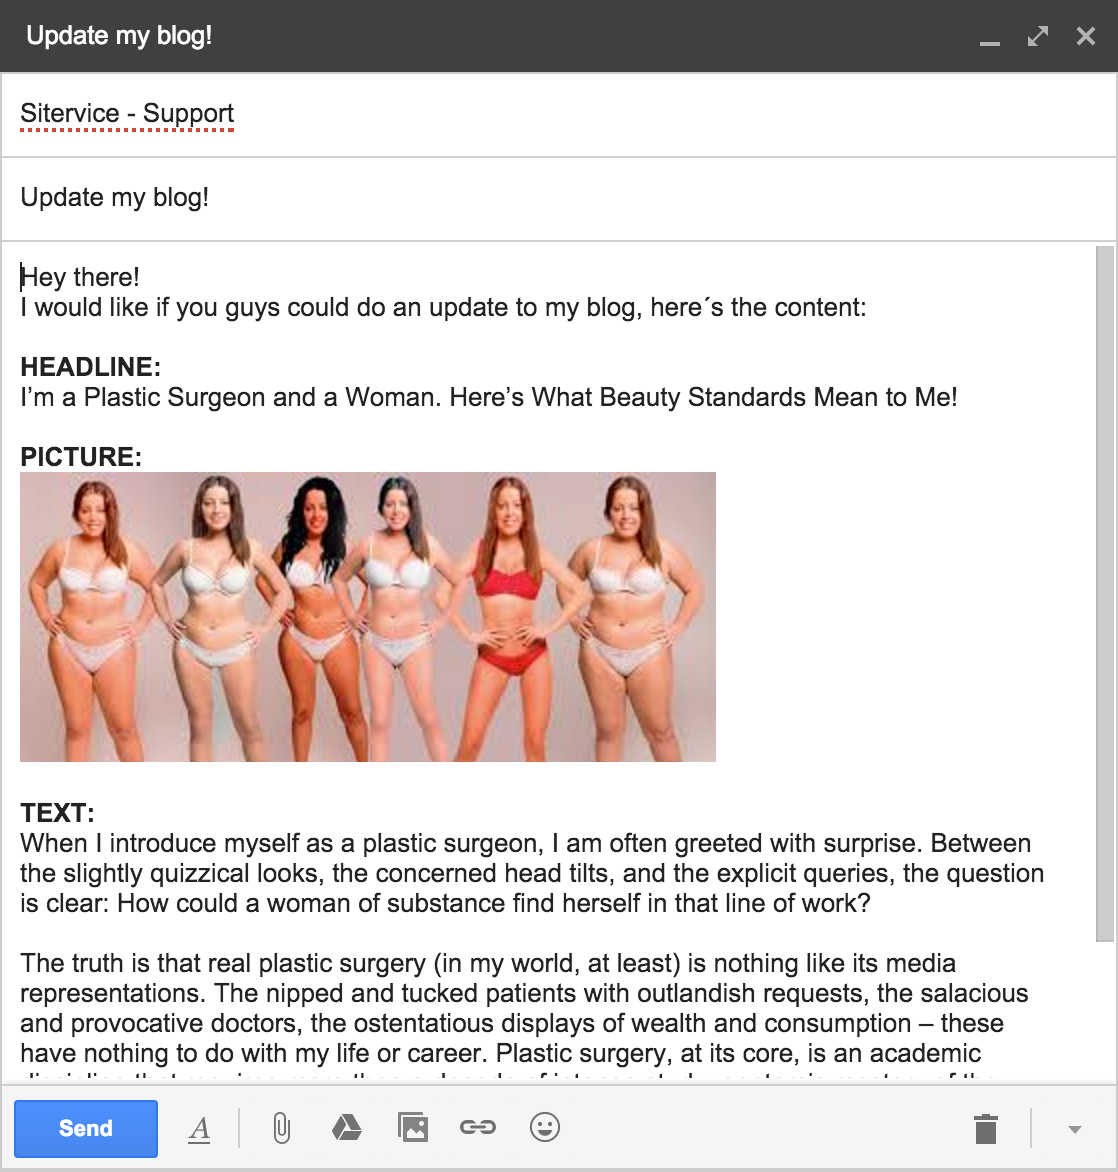 Update my blog!
Sitervice - Support
Update my blog!
Hey there!
I would like if you guys could do an update to my blog, here´s the content:
HEADLINE:
I’m a Plastic Surgeon and a Woman. Here’s What Beauty Standards Mean to Me!
PICTURE:
TEXT:
When I introduce myself as a plastic surgeon, I am often greeted with surprise. Between
the slightly quizzical looks, the concerned head tilts, and the explicit queries, the question
is clear: How could a woman of substance find herself in that line of work?
The truth is that real plastic surgery (in my world, at least) is nothing like its media
representations. The nipped and tucked patients with outlandish requests, the salacious
and provocative doctors, the ostentatious displays of wealth and consumption – these
have nothing to do with my life or career. Plastic surgery, at its core, is an academic
Send
A